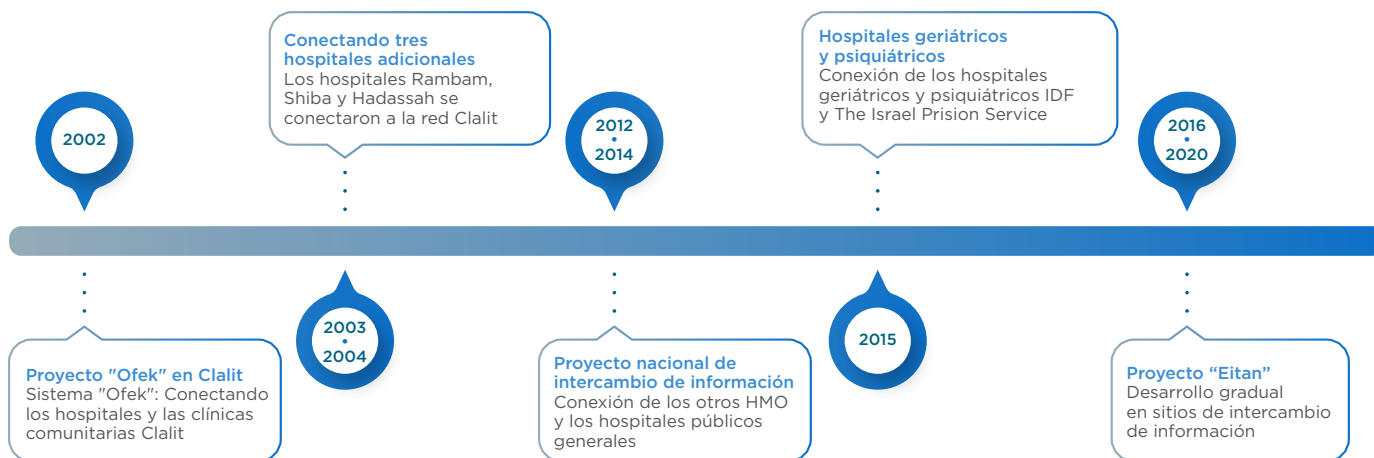 2002
Proyecto "Ofek" en Clalit
Sistema "Ofek": Conectando
los hospitales y las clínicas
comunitarias Clalit
Conectando tres
hospitales adicionales
Los hospitales Rambam,
Shiba y Hadassah se
conectaron a la red Clalit
2003
•
2004
2012
•
2014
Proyecto nacional de
intercambio de información
Conexión de los otros HMO
y los hospitales públicos
generales
Hospitales geriátricos
y psiquiátricos
Conexión de los hospitales
geriátricos y psiquiátricos IDF
y The Israel Prision Service
2015
2016
•
2020
Proyecto “Eitan”
Desarrollo gradual
en sitios de intercambio
de información